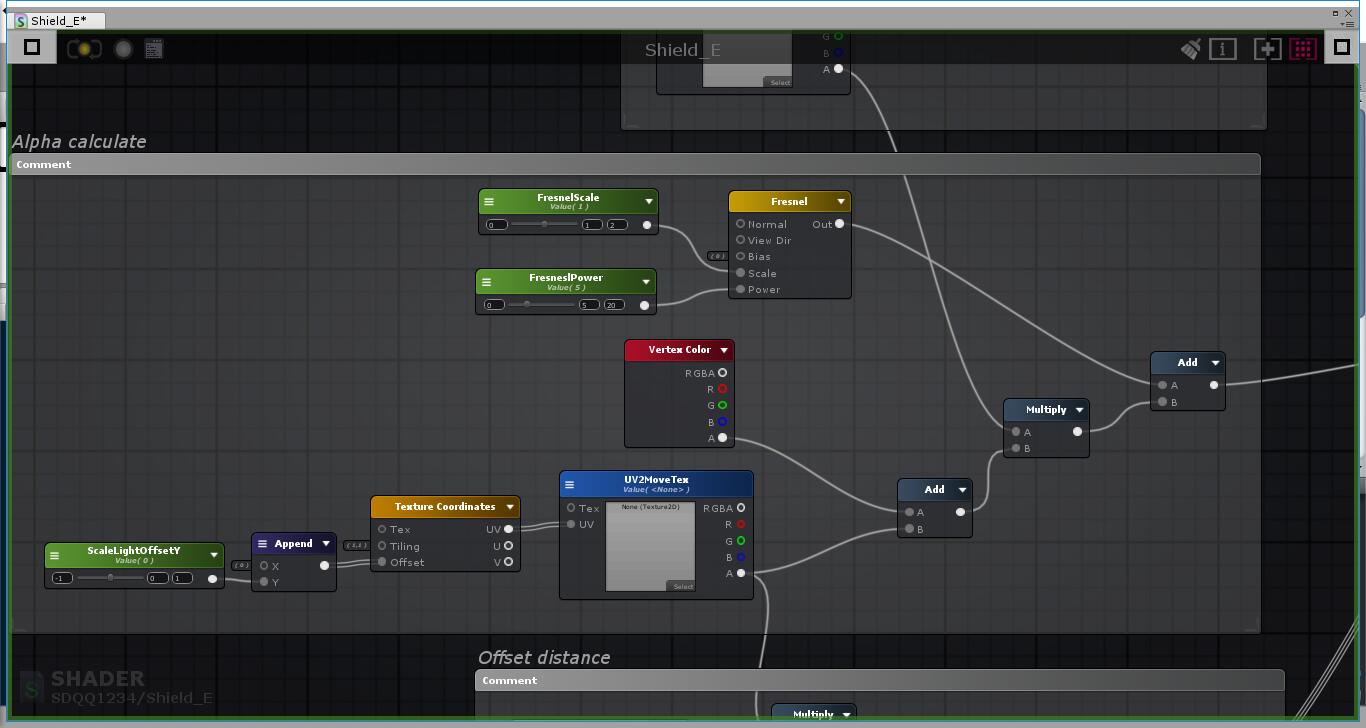 Shield_E*
Shield_E
G
B
A
Select
Alpha calculate
Comment
FresnelScale
Value( 1 )
0
1
2
Fresnel
Normal
Out
View Dir
Bias
( 0 )
Scale
Power
FresneslPower
Value( 5 )
0
5
20
Vertex Color
RGBA
R
G
B
A
Add
A
B
Multiply
A
B
UV2MoveTex
Value( <None> )
Tex
UV
None (Texture2D)
Select
RGBA
R
G
B
A
Add
A
B
Texture Coordinates
Tex
UV
( 1,1 )
Tiling
U
Offset
V
Append
( 0 )
X
Y
ScaleLightOffsetY
Value( 0 )
-1
0
1
Offset distance
Comment
Multiply
SHADER
SDQQ1234/Shield_E